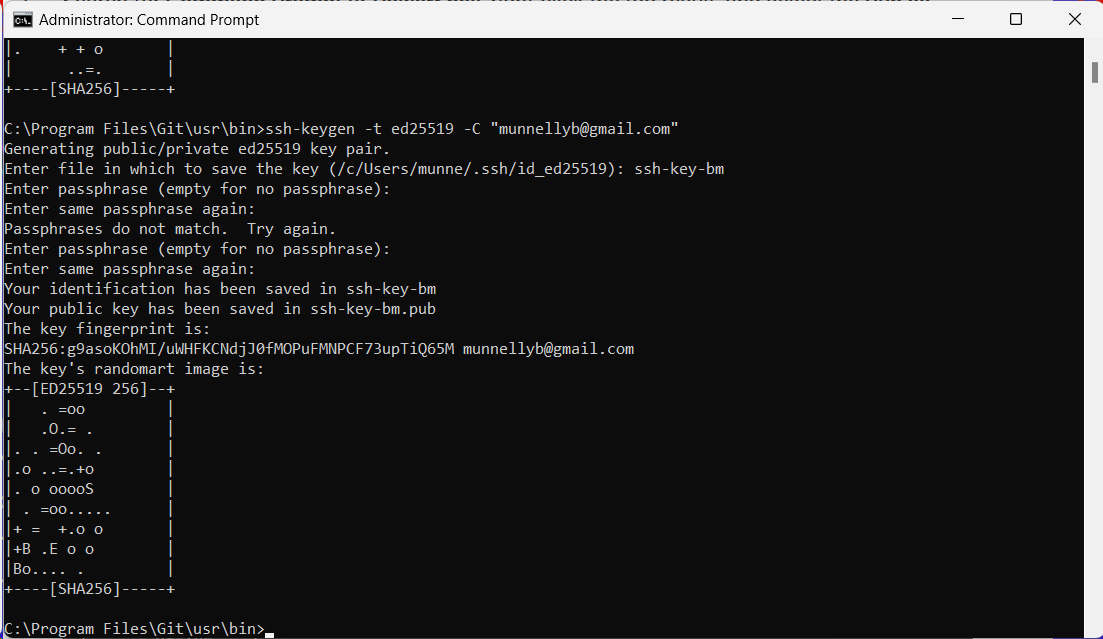 Administrator: Command Prompt
|.    + + o       |
|      ..=.       |
+----[SHA256]-----+
C:\Program Files\Git\usr\bin>ssh-keygen -t ed25519 -C "munnellyb@gmail.com"
Generating public/private ed25519 key pair.
Enter file in which to save the key (/c/Users/munne/.ssh/id_ed25519): ssh-key-bm
Enter passphrase (empty for no passphrase):
Enter same passphrase again:
Passphrases do not match.  Try again.
Enter passphrase (empty for no passphrase):
Enter same passphrase again:
Your identification has been saved in ssh-key-bm
Your public key has been saved in ssh-key-bm.pub
The key fingerprint is:
SHA256:g9asoKOhMI/uWHFKCNdjJ0fMOPuFMNPCF73upTiQ65M munnellyb@gmail.com
The key's randomart image is:
+--[ED25519 256]--+
|   . =oo         |
|   .O.= .        |
|. . =Oo. .       |
|.o ..=.+o        |
|. o ooooS        |
| . =oo.....      |
|+ =  +.o o       |
|+B .E o o        |
|Bo.... .         |
+----[SHA256]-----+
C:\Program Files\Git\usr\bin>